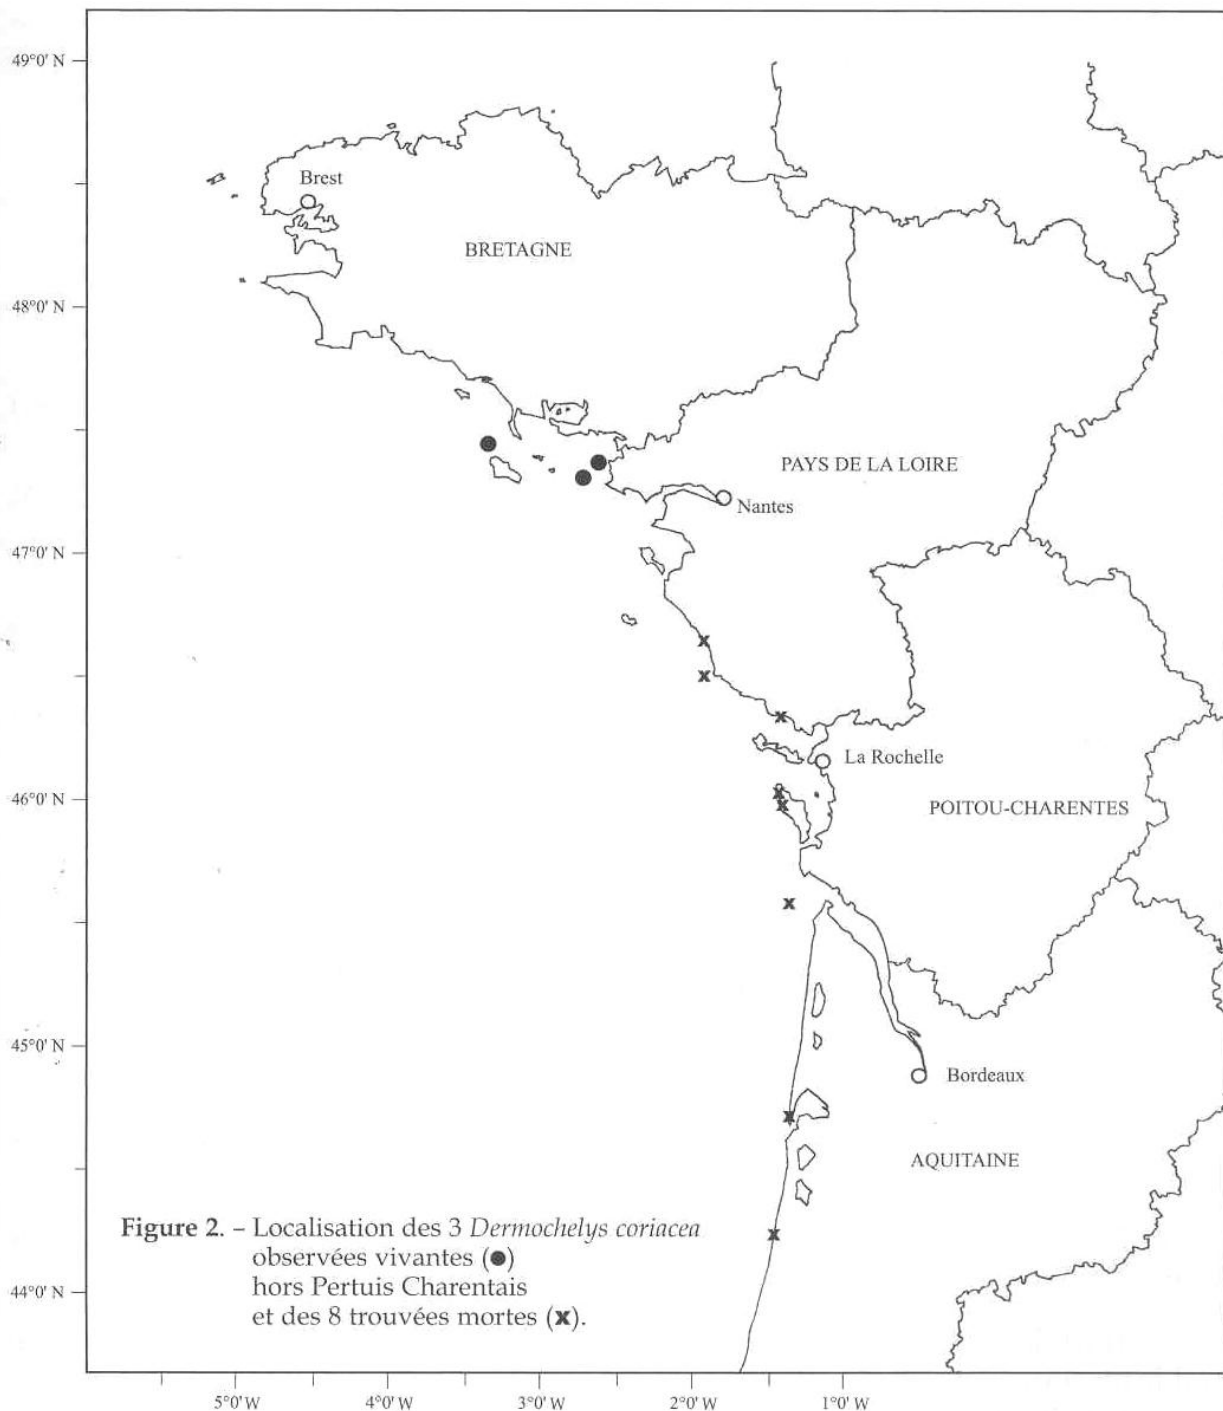 49°0' N
Brest
BRETAGNE
48°0' N
PAYS DE LA LOIRE
Nantes
47°0' N
La Rochelle
46°0' N
POITOU-CHARENTES
45°0' N
Bordeaux
AQUITAINE
Figure 2. – Localisation des 3 Dermochelys coriacea
observées vivantes (●)
hors Pertuis Charentais
et des 8 trouvées mortes (x).
44°0' N
5°0' W 4°0' W 3°0' W 2°0' W 1°0' W